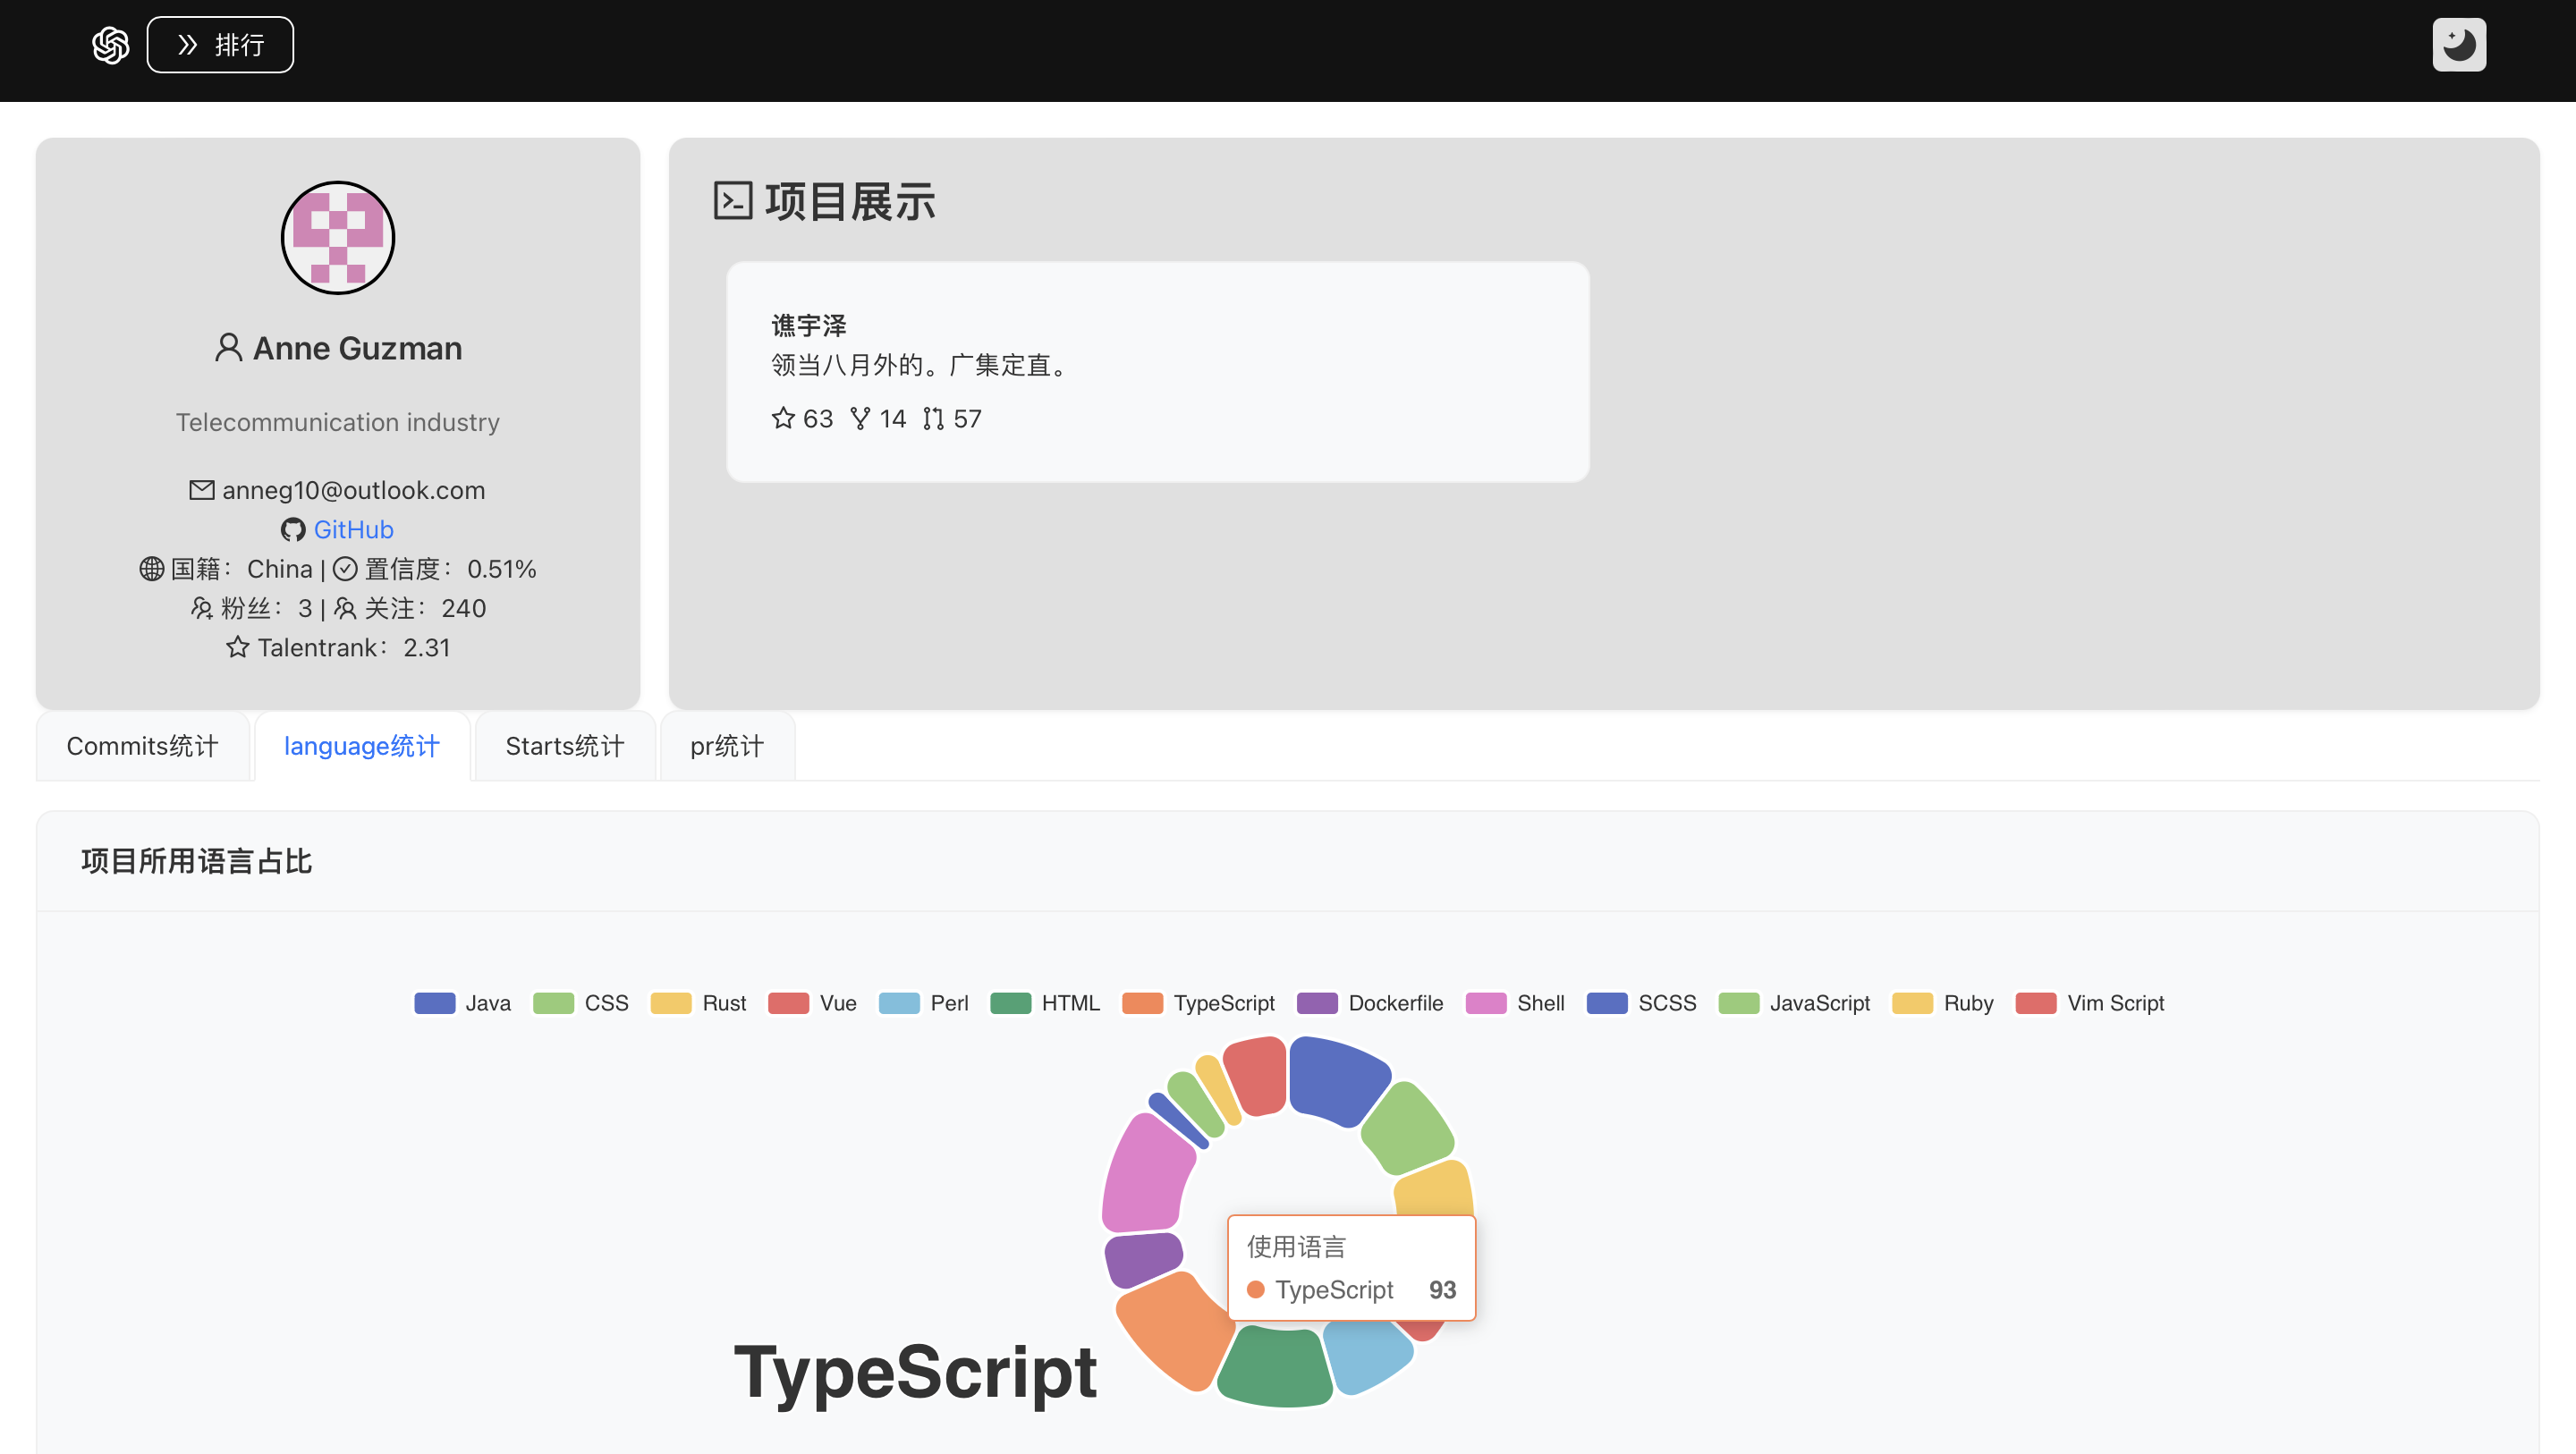 排行
Anne Guzman
Telecommunication industry
anneg10@outlook.com
GitHub
国籍：China | 置信度：0.51%
粉丝：3 | 关注：240
Talentrank：2.31
项目展示
谯宇泽
领当八月外的。广集定直。
63 14 57
Commits统计 language统计 Starts统计 pr统计
项目所用语言占比
Java CSS Rust Vue Perl HTML TypeScript Dockerfile Shell SCSS JavaScript Ruby Vim Script
使用语言
TypeScript 93
TypeScript